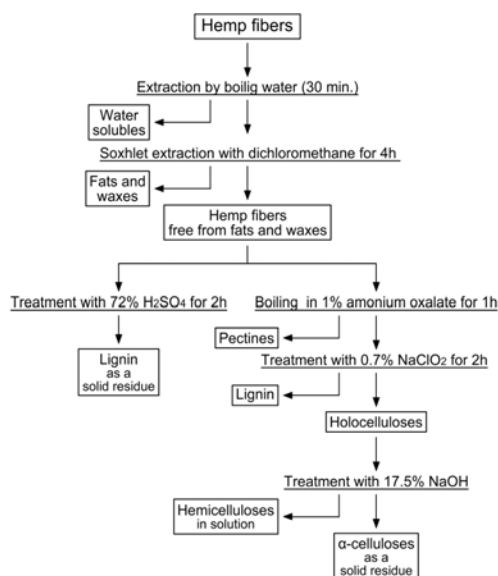 Hemp fibers
Extraction by boilig water (30 min.)
Water
solubles
Soxhlet extraction with dichloromethane for 4h
Fats and
waxes
Hemp fibers
free from fats and waxes
Treatment with 72% H2SO4 for 2h
Lignin
as a
solid residue
Boiling in 1% amonium oxalate for 1h
Pectines
Treatment with 0.7% NaClO2 for 2h
Lignin
Holocelluloses
Treatment with 17.5% NaOH
Hemicelluloses
in solution
α-celluloses
as a
solid residue